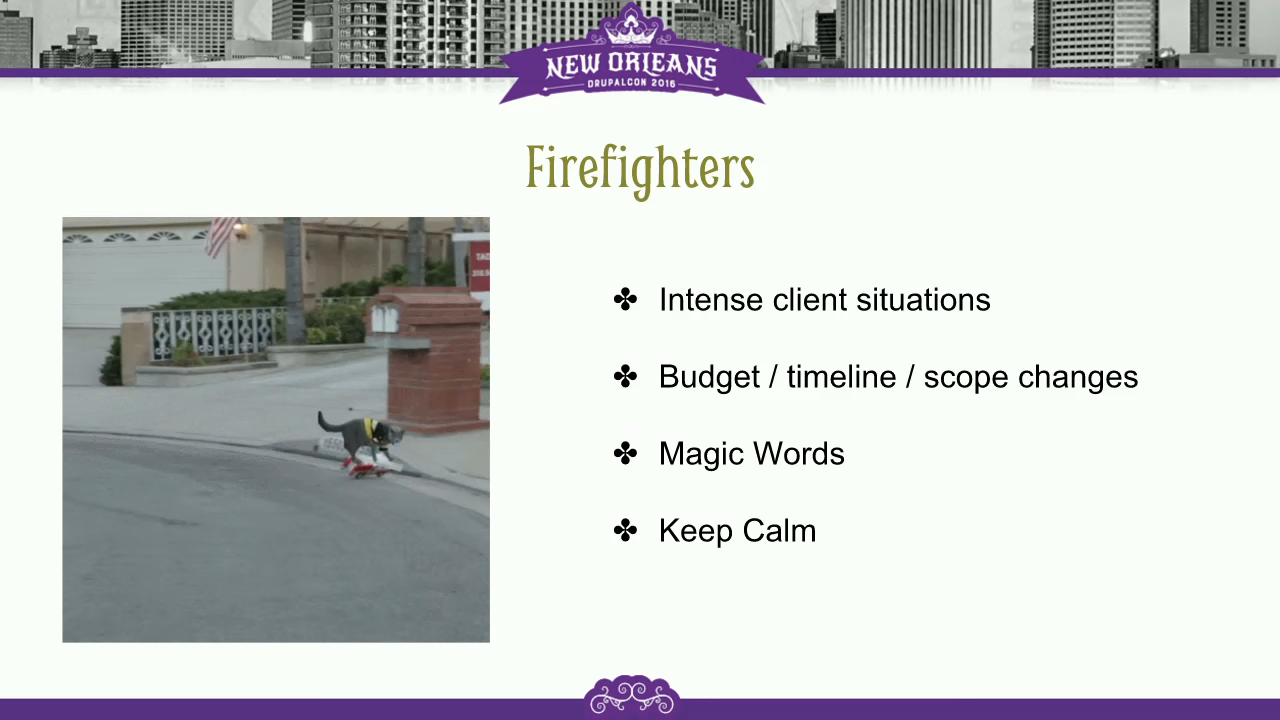 NEW ORLEANS
DRUPALCON 2016
Firefighters
Intense client situations
Budget / timeline / scope changes
Magic Words
Keep Calm